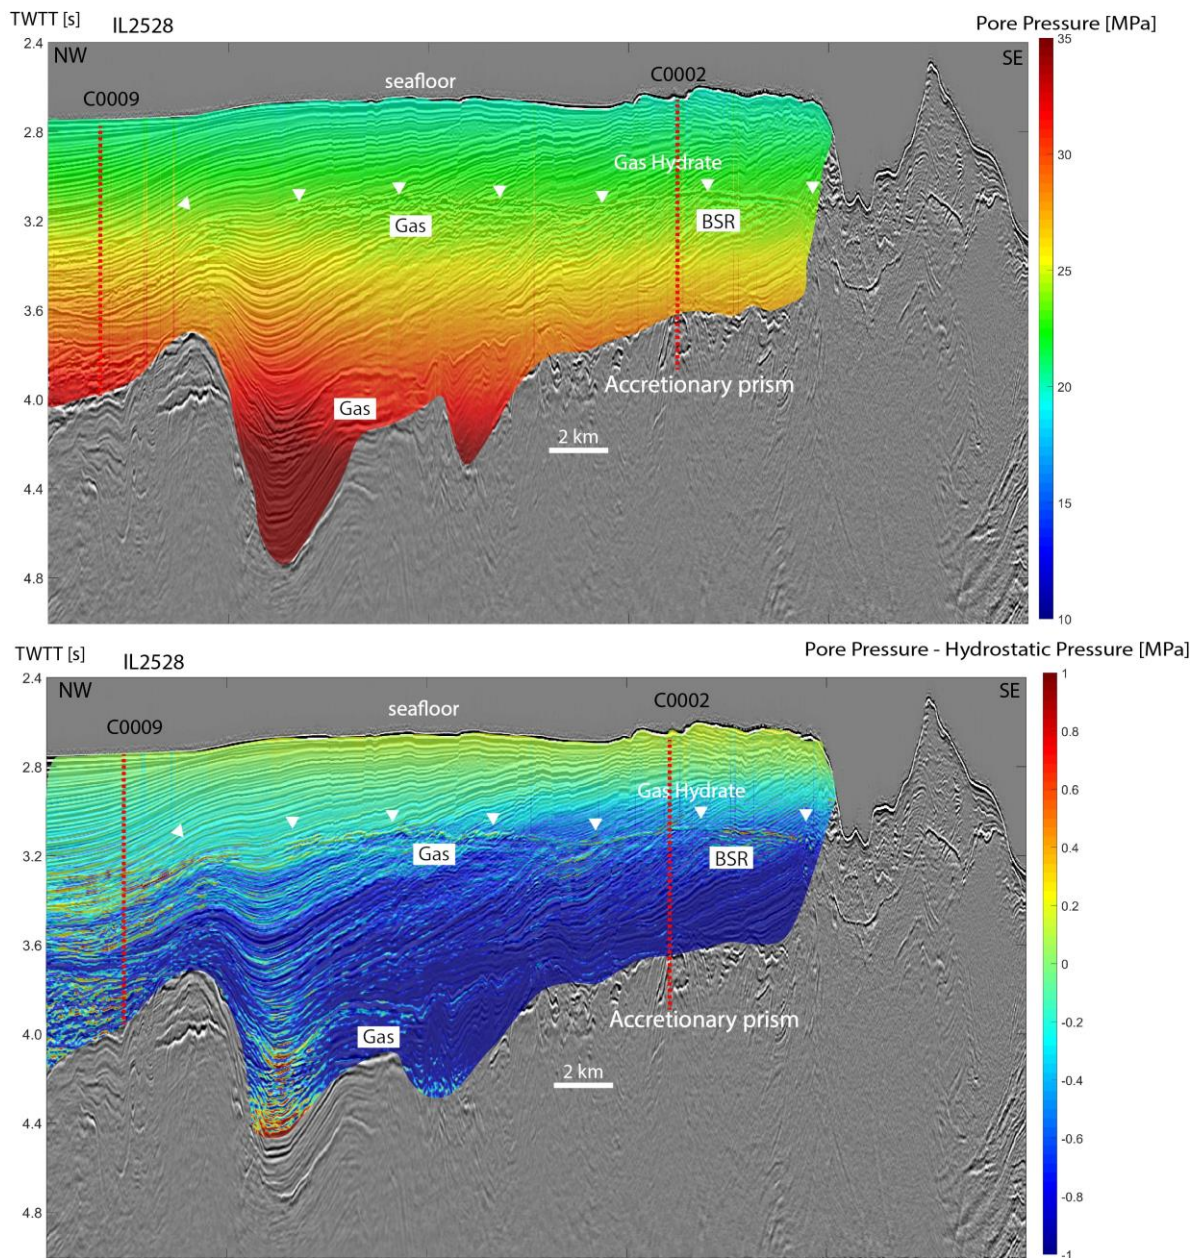 TWTT [s]
IL2528
Pore Pressure [MPa]
2.4
NW
SE
35
seafloor
C0009
C0002
2.8
30
Gas Hydrate
3.2
Gas
BSR
25
3.6
20
4.0
Gas
Accretionary prism
2 km
4.4
15
4.8
10
TWTT [s]
IL2528
Pore Pressure - Hydrostatic Pressure [MPa]
2.4
NW
SE
1
seafloor
C0009
C0002
0.8
2.8
Gas Hydrate
0.6
3.2
Gas
BSR
0.4
0.2
3.6
0
-0.2
4.0
Gas
Accretionary prism
-0.4
2 km
4.4
-0.6
-0.8
4.8
-1